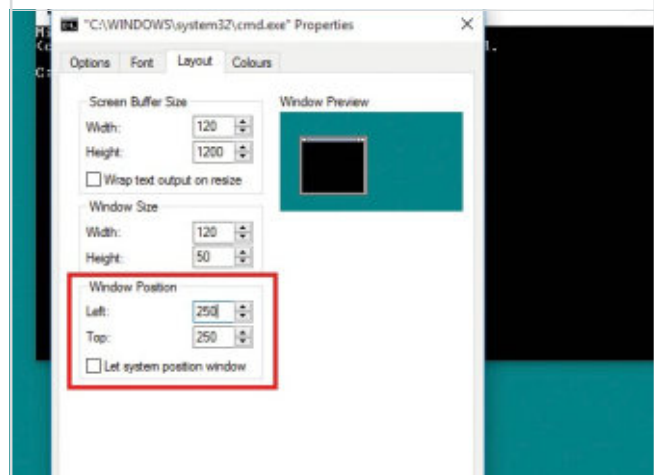 "C:\WINDOWS\system32\cmd.exe" Properties
Options Font Layout Colours
Screen Buffer Size
Width: 120
Height: 1200
Wrap text output on resize
Window Size
Width: 120
Height: 50
Window Position
Left: 250
Top: 250
Let system position window
Window Preview